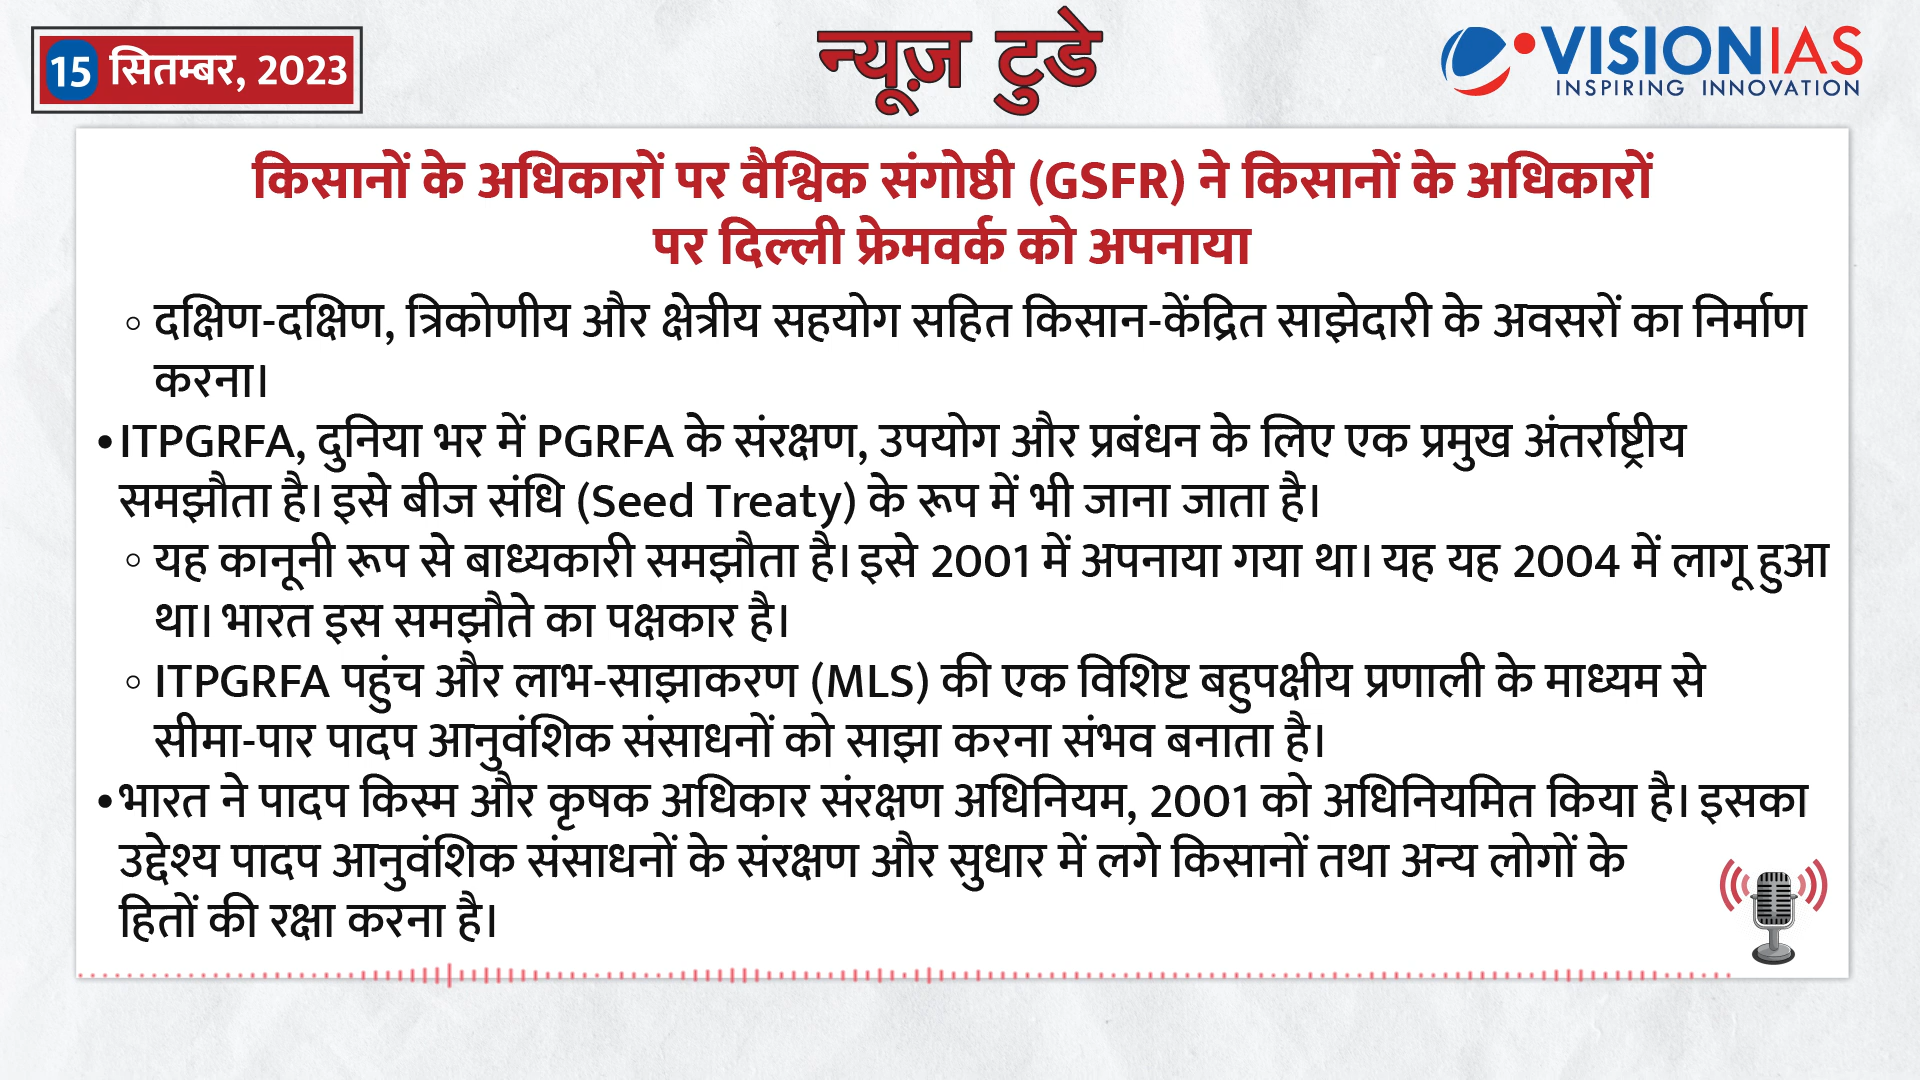 15 सितम्बर, 2023
न्यूज़ टुडे
VISIONIAS
INSPIRING INNOVATION
किसानों के अधिकारों पर वैश्विक संगोष्ठी (GSFR) ने किसानों के अधिकारों
पर दिल्ली फ्रेमवर्क को अपनाया
◦ दक्षिण-दक्षिण, त्रिकोणीय और क्षेत्रीय सहयोग सहित किसान-केंद्रित साझेदारी के अवसरों का निर्माण
करना।
• ITPGRFA, दुनिया भर में PGRFA के संरक्षण, उपयोग और प्रबंधन के लिए एक प्रमुख अंतर्राष्ट्रीय
समझौता है। इसे बीज संधि (Seed Treaty) के रूप में भी जाना जाता है।
◦ यह कानूनी रूप से बाध्यकारी समझौता है। इसे 2001 में अपनाया गया था। यह यह 2004 में लागू हुआ
था। भारत इस समझौते का पक्षकार है।
◦ ITPGRFA पहुंच और लाभ-साझाकरण (MLS) की एक विशिष्ट बहुपक्षीय प्रणाली के माध्यम से
सीमा-पार पादप आनुवंशिक संसाधनों को साझा करना संभव बनाता है।
• भारत ने पादप किस्म और कृषक अधिकार संरक्षण अधिनियम, 2001 को अधिनियमित किया है। इसका
उद्देश्य पादप आनुवंशिक संसाधनों के संरक्षण और सुधार में लगे किसानों तथा अन्य लोगों के
हितों की रक्षा करना है।